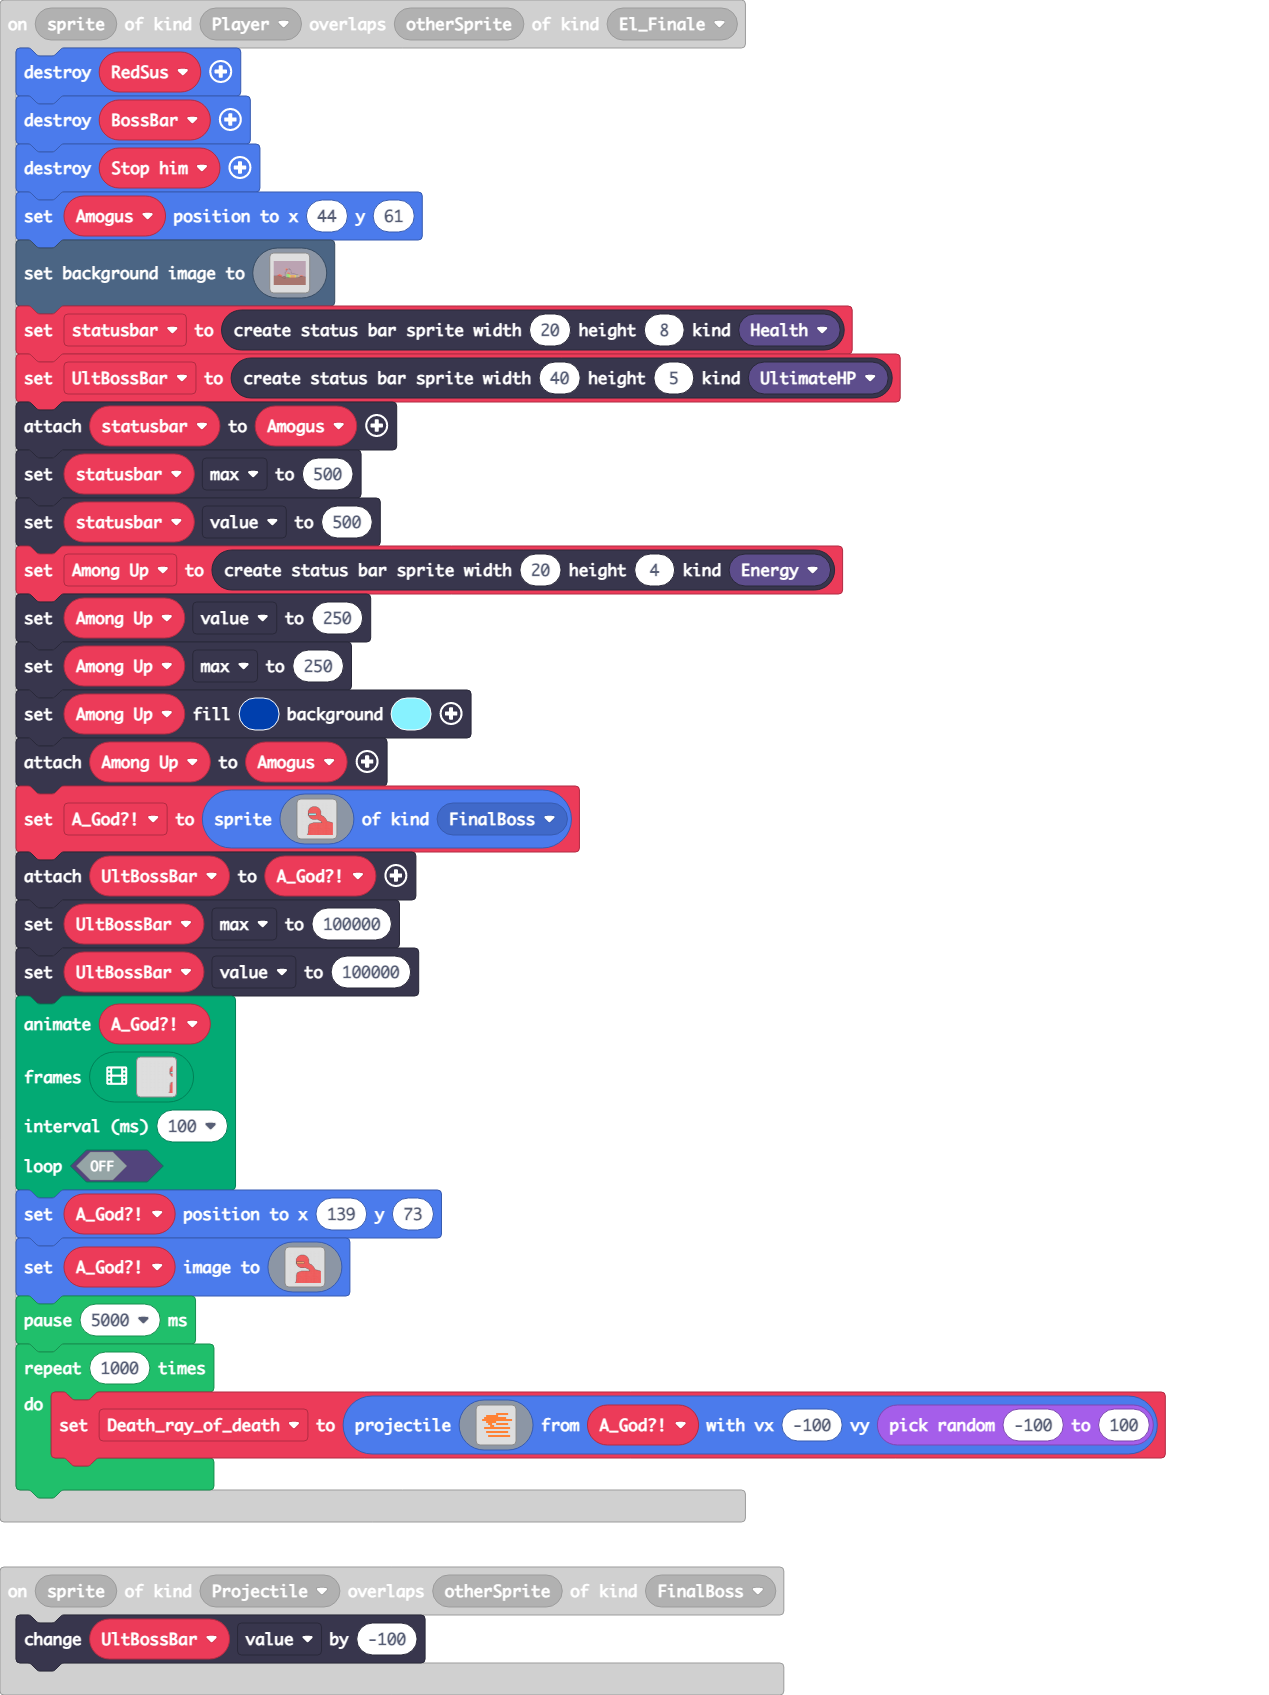 on sprite of kind Player overlaps otherSprite of kind El_Finale
destroy RedSus
destroy BossBar
destroy Stop him
set Amogus position to x 44 y 61
set background image to
set statusbar to create status bar sprite width 20 height 8 kind Health
set UltBossBar to create status bar sprite width 40 height 5 kind UltimateHP
attach statusbar to Amogus
set statusbar max to 500
set statusbar value to 500
set Among Up to create status bar sprite width 20 height 4 kind Energy
set Among Up value to 250
set Among Up max to 250
set Among Up fill background
attach Among Up to Amogus
set A_God?! to sprite of kind FinalBoss
attach UltBossBar to A_God?!
set UltBossBar max to 100000
set UltBossBar value to 100000
animate A_God?!
frames
interval (ms) 100
loop OFF
set A_God?! position to x 139 y 73
set A_God?! image to
pause 5000 ms
repeat 1000 times
do
set Death_ray_of_death to projectile from A_God?! with vx -100 vy pick random -100 to 100
on sprite of kind Projectile overlaps otherSprite of kind FinalBoss
change UltBossBar value by -100